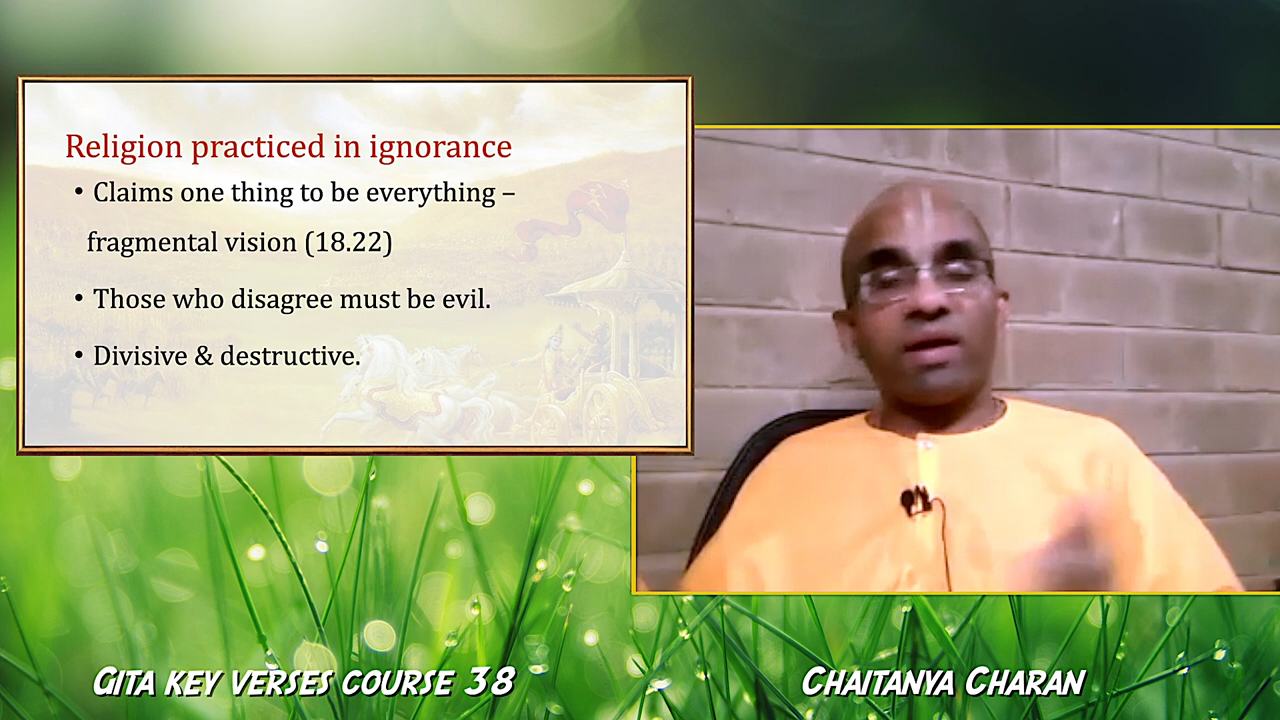 Religion practiced in ignorance
• Claims one thing to be everything –
fragmental vision (18.22)
• Those who disagree must be evil.
• Divisive & destructive.
Gita key verses course 38
Chaitanya Charan